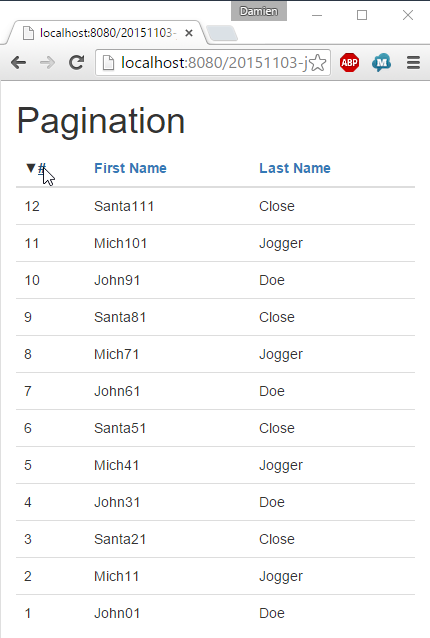 Damien
localhost:8080/20151103-
localhost:8080/20151103-j
ABP
M
Pagination
▼# First Name Last Name
12 Santa111 Close
11 Mich101 Jogger
10 John91 Doe
9 Santa81 Close
8 Mich71 Jogger
7 John61 Doe
6 Santa51 Close
5 Mich41 Jogger
4 John31 Doe
3 Santa21 Close
2 Mich11 Jogger
1 John01 Doe